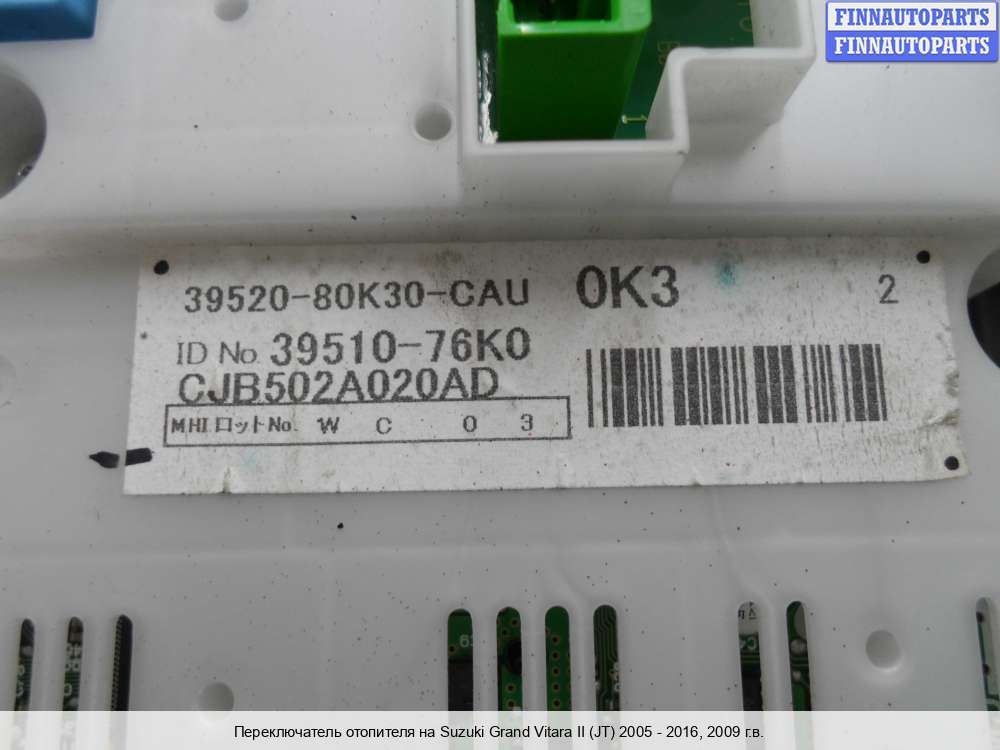 FINNAUTOPARTS
FINNAUTOPARTS
39520-80K30-CAU 0K3 2
ID No. 39510-76K0
CJB502A020AD
MHIロットNo. W C 0 3
Переключатель отопителя на Suzuki Grand Vitara II (JT) 2005 - 2016, 2009 г.в.